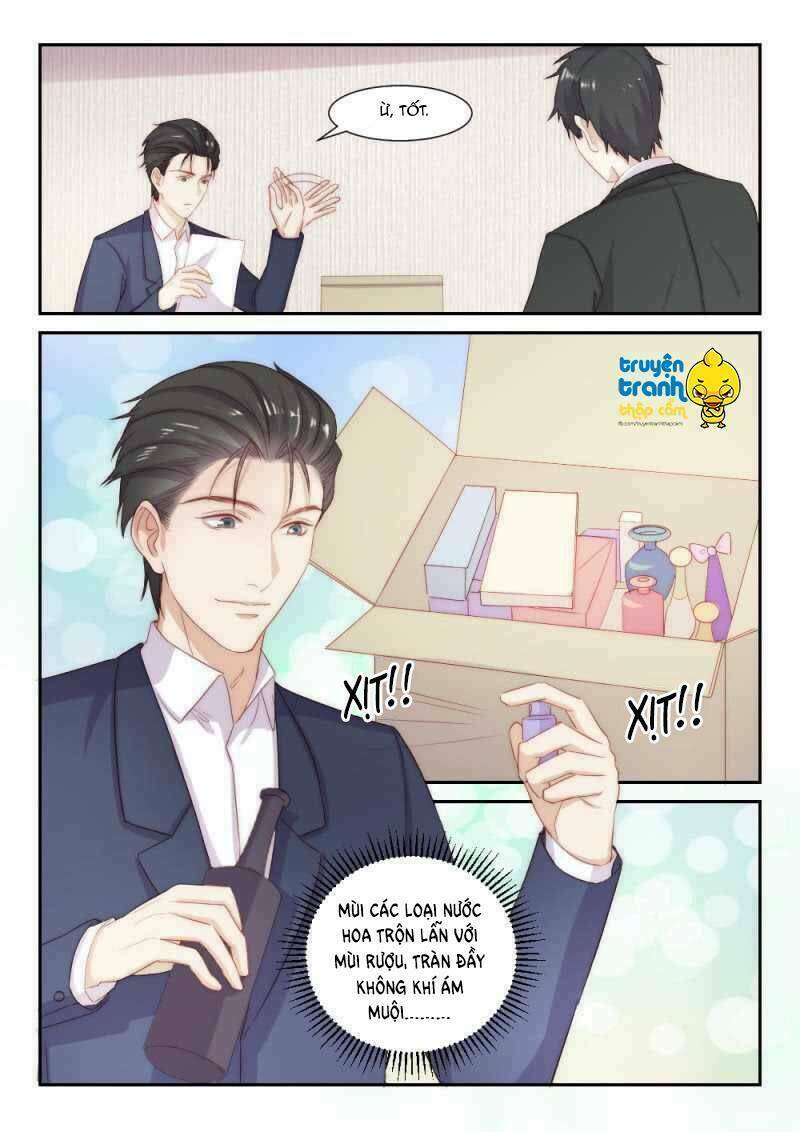 Ừ, TỐT.
truyện
tranh
thập cẩm
fb.com/truyentranhthapcam
XỊT!!
XỊT!!
MÙI CÁC LOẠI NƯỚC
HOA TRỘN LẪN VỚI
MÙI RƯỢU, TRÀN ĐẦY
KHÔNG KHÍ ÁM
MUỘI.........